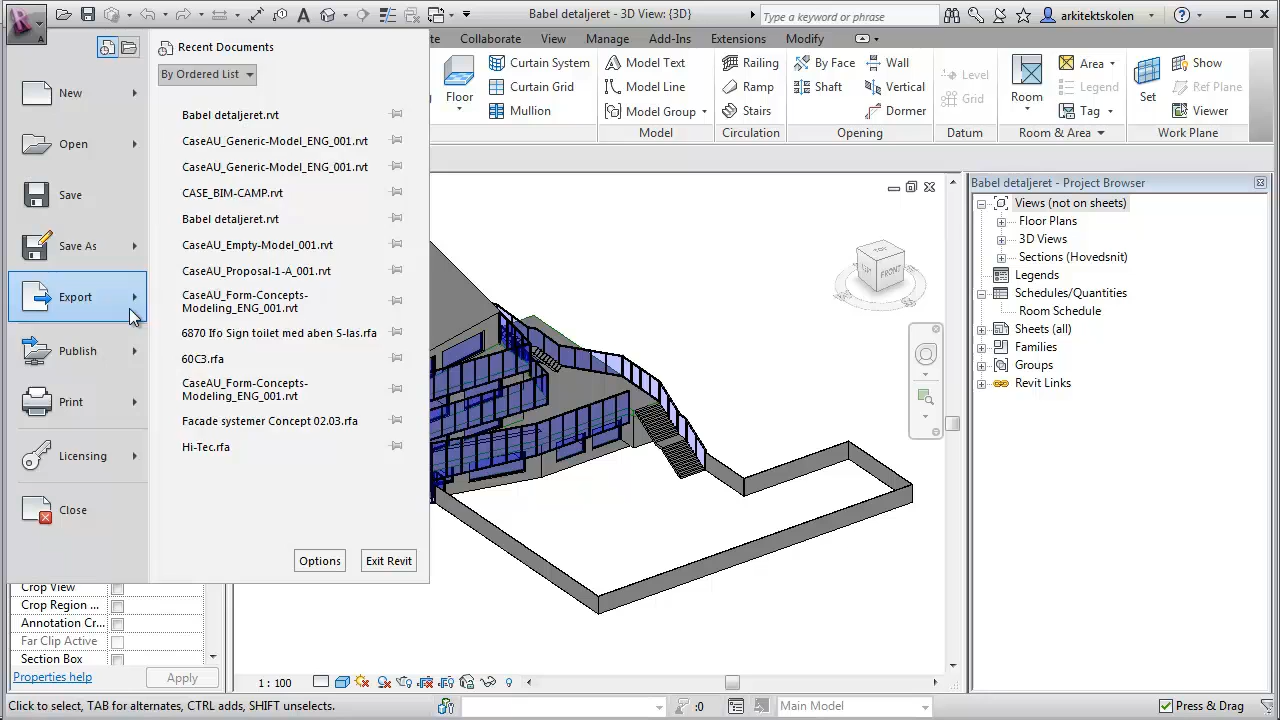 Babel detaljeret - 3D View: {3D}
Type a keyword or phrase
arkitektskolen
Collaborate
View
Manage
Add-Ins
Extensions
Modify
Floor
Curtain System
Curtain Grid
Mullion
Model Text
Model Line
Model Group
Model
Railing
Ramp
Stairs
Circulation
By Face
Shaft
Wall
Vertical
Dormer
Opening
Level
Grid
Datum
Room
Area
Legend
Tag
Room & Area
Set
Show
Ref Plane
Viewer
Work Plane
New
Open
Save
Save As
Export
Publish
Print
Licensing
Close
Recent Documents
By Ordered List
Babel detaljeret.rvt
CaseAU_Generic-Model_ENG_001.rvt
CaseAU_Generic-Model_ENG_001.rvt
CASE_BIM-CAMP.rvt
Babel detaljeret.rvt
CaseAU_Empty-Model_001.rvt
CaseAU_Proposal-1-A_001.rvt
CaseAU_Form-Concepts-
Modeling_ENG_001.rvt
6870 Ifo Sign toilet med aben S-las.rfa
60C3.rfa
CaseAU_Form-Concepts-
Modeling_ENG_001.rvt
Facade systemer Concept 02.03.rfa
Hi-Tec.rfa
Options
Exit Revit
TOP
FRONT
Babel detaljeret - Project Browser
Views (not on sheets)
Floor Plans
3D Views
Sections (Hovedsnit)
Legends
Schedules/Quantities
Room Schedule
Sheets (all)
Families
Groups
Revit Links
Crop View
Crop Region ...
Annotation Cr...
Far Clip Active
Section Box
Properties help
Apply
1 : 100
Click to select, TAB for alternates, CTRL adds, SHIFT unselects.
:0
Main Model
Press & Drag